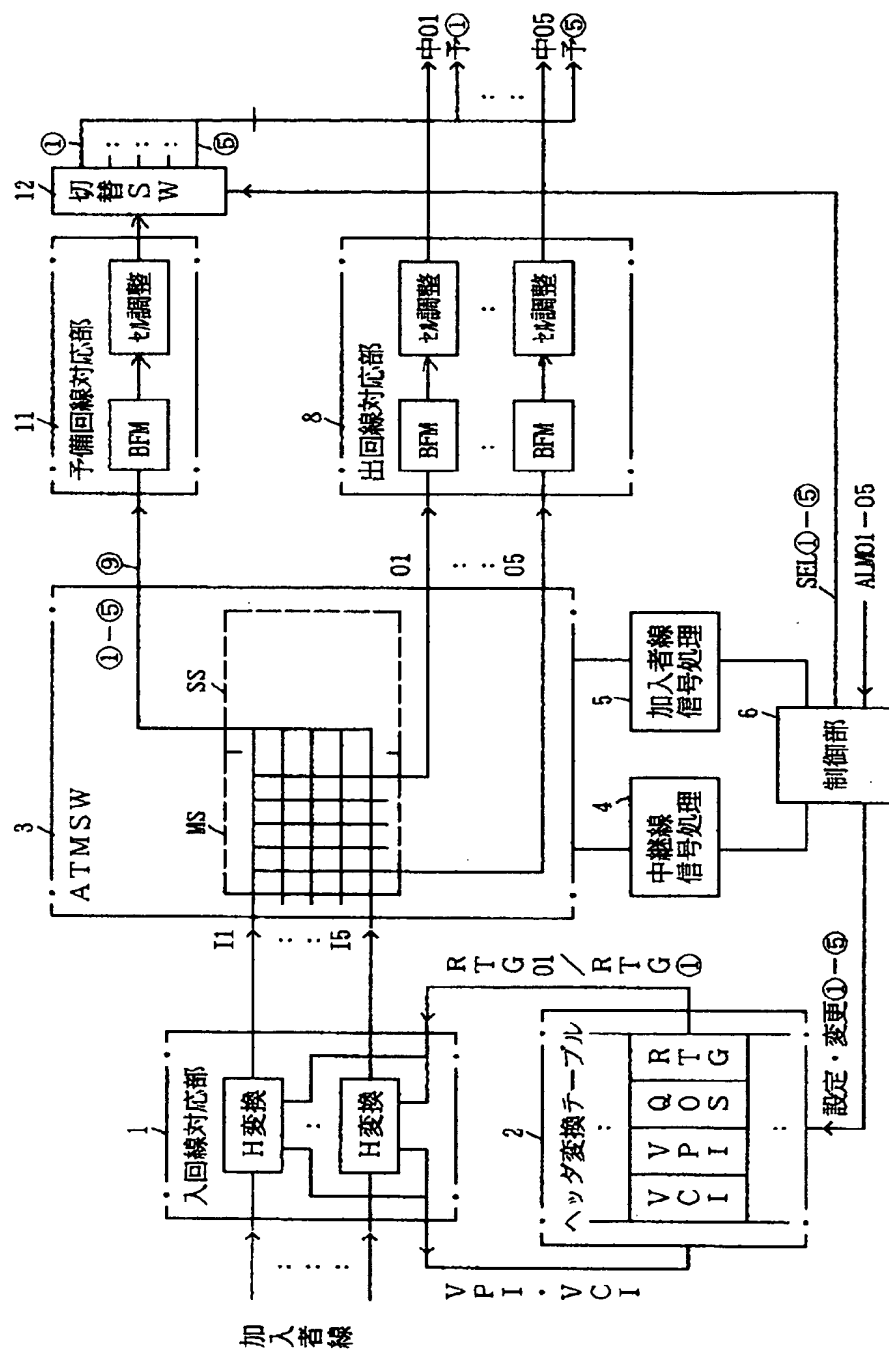 加入者線
1
入回線対応部
H変換
:
H変換
VPI・VCI
RTG01/RTG①
2
ヘッダ変換テーブル
:
VCI
VPI
QOS
RTG
:
設定・変更①-⑤
3
ATMSW
I1
: :
I5
MS
SS
①-⑤
⑨
01
: :
05
4
中継線
信号処理
5
加入者線
信号処理
6
制御部
SEL①-⑤
ALM01-05
11
予備回線対応部
BFM
セル調整
12
切替SW
①
:
:
⑤
8
出回線対応部
BFM
セル調整
:
:
BFM
セル調整
中01
予①
: :
中05
予⑤